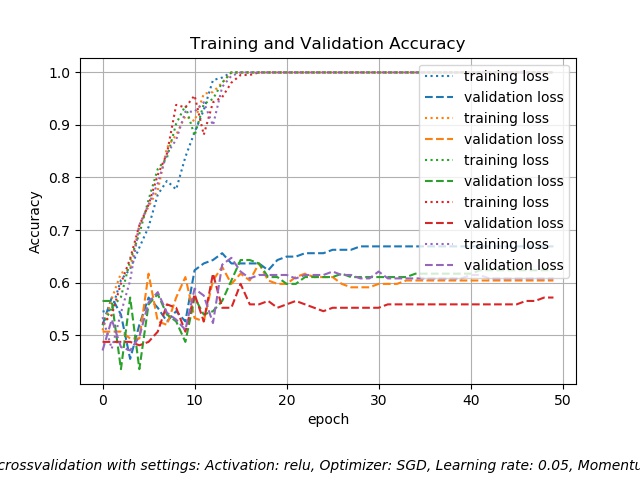 Training and Validation Accuracy
1.0
0.9
0.8
0.7
0.6
0.5
Accuracy
training loss
validation loss
training loss
validation loss
training loss
validation loss
training loss
validation loss
training loss
validation loss
0 10 20 30 40 50
epoch
crossvalidation with settings: Activation: relu, Optimizer: SGD, Learning rate: 0.05, Momentu